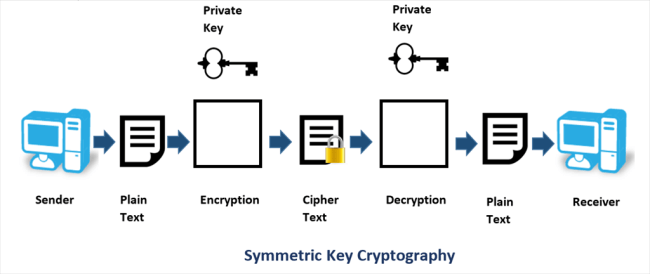 Private
Key
Private
Key
Sender
Plain
Text
Encryption
Cipher
Text
Decryption
Plain
Text
Receiver
Symmetric Key Cryptography